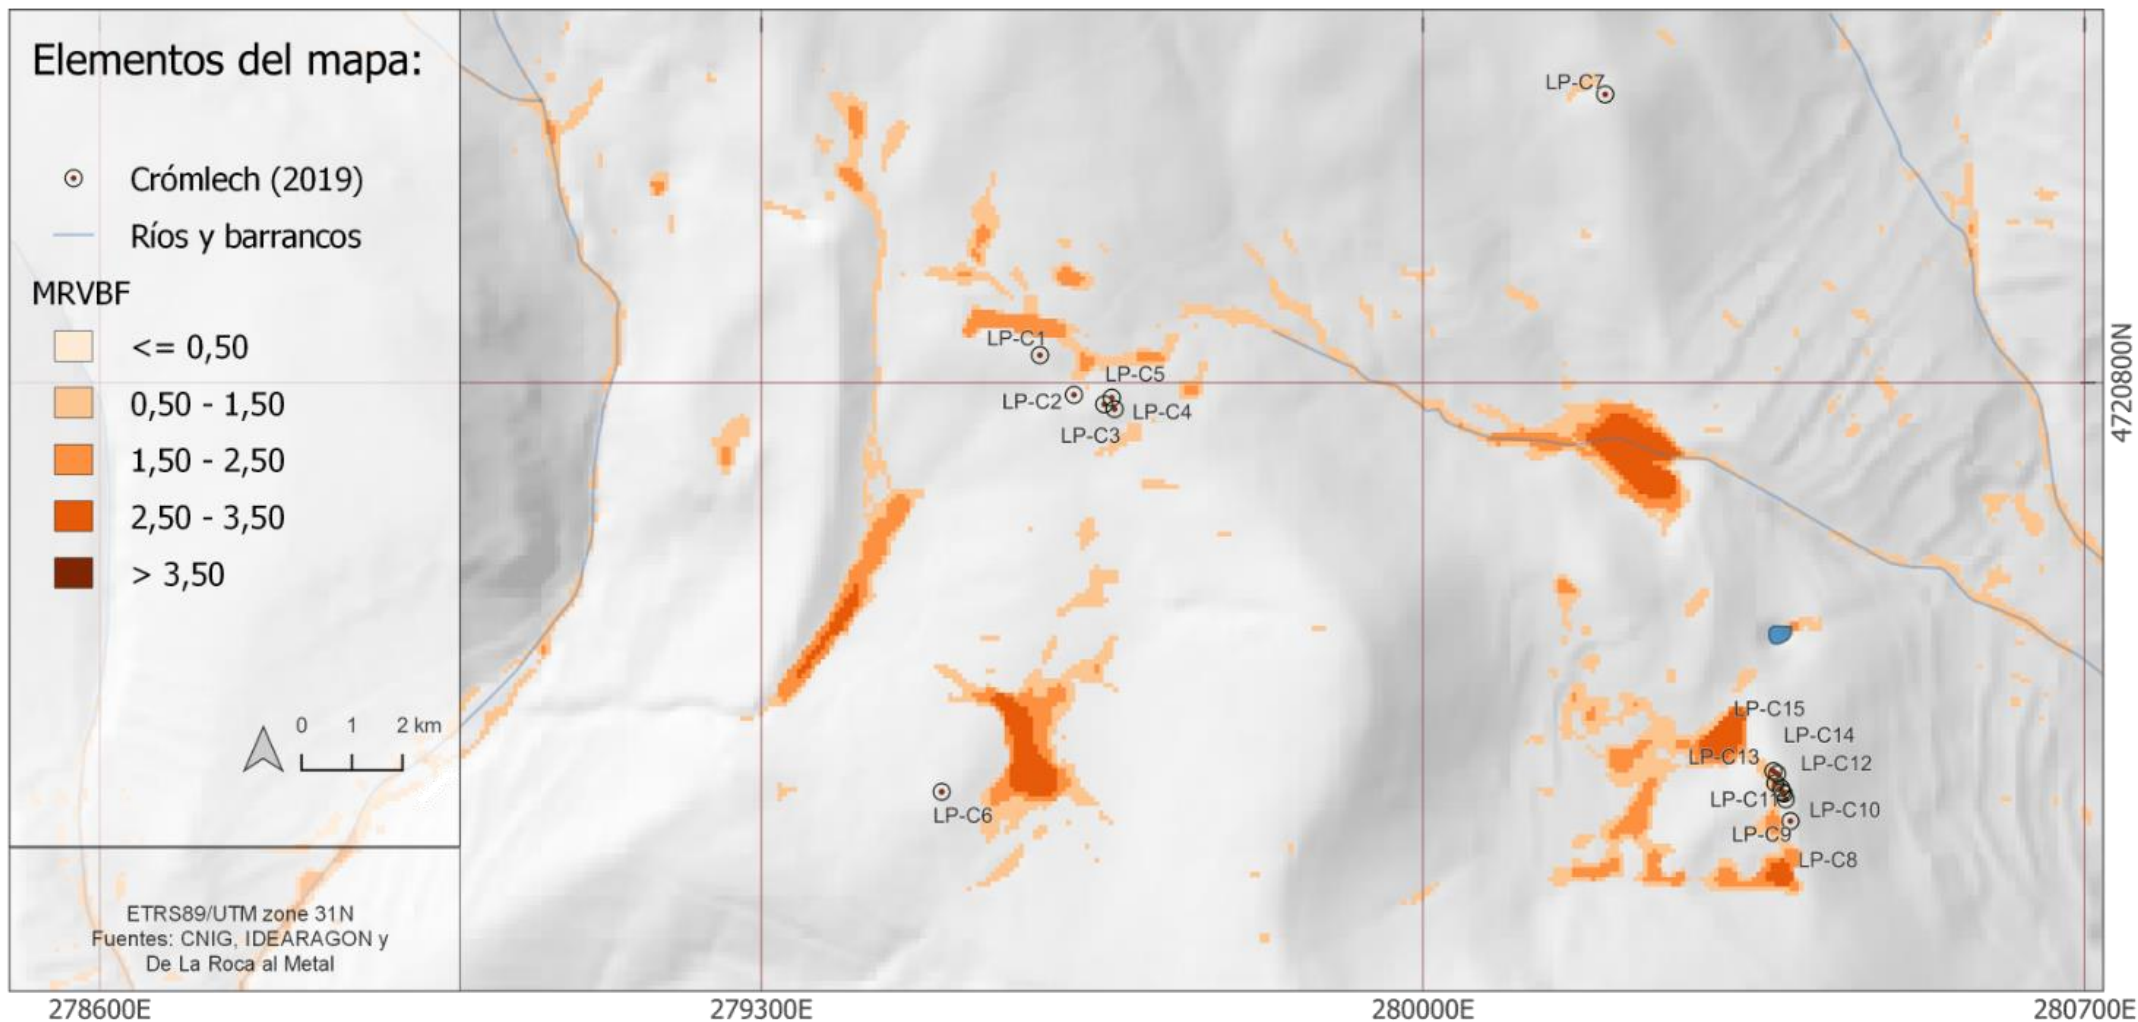 Elementos del mapa:
Crómlech (2019)
Ríos y barrancos
MRVBF
<= 0,50
0,50 - 1,50
1,50 - 2,50
2,50 - 3,50
> 3,50
0 1 2 km
ETRS89/UTM zone 31N
Fuentes: CNIG, IDEARAGON y
De La Roca al Metal
LP-C7
LP-C1
LP-C5
LP-C2
LP-C4
LP-C3
LP-C6
LP-C15
LP-C14
LP-C13
LP-C12
LP-C11
LP-C10
LP-C9
LP-C8
4720800N
278600E
279300E
280000E
280700E